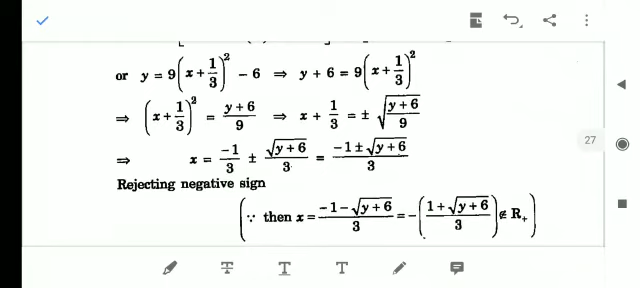 or y = 9(x + 1/3)² − 6 ⇒ y + 6 = 9(x + 1/3)²
⇒ (x + 1/3)² = (y + 6)/9 ⇒ x + 1/3 = ± √((y + 6)/9)
⇒ x = −1/3 ± √(y + 6)/3 = (−1 ± √(y + 6))/3
Rejecting negative sign
(∵ then x = (−1 − √(y + 6))/3 = −((1 + √(y + 6))/3) ∉ R₊)
27
T T T